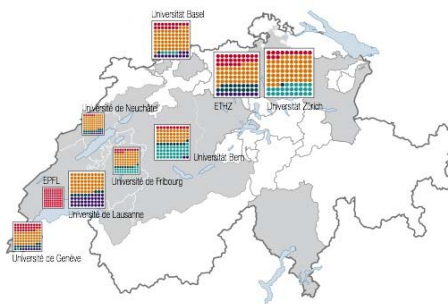 Universität Basel
Université de Neuchâtel
ETHZ
Universität Zürich
Universität Bern
Université de Fribourg
EPFL
Université de Lausanne
Université de Genève